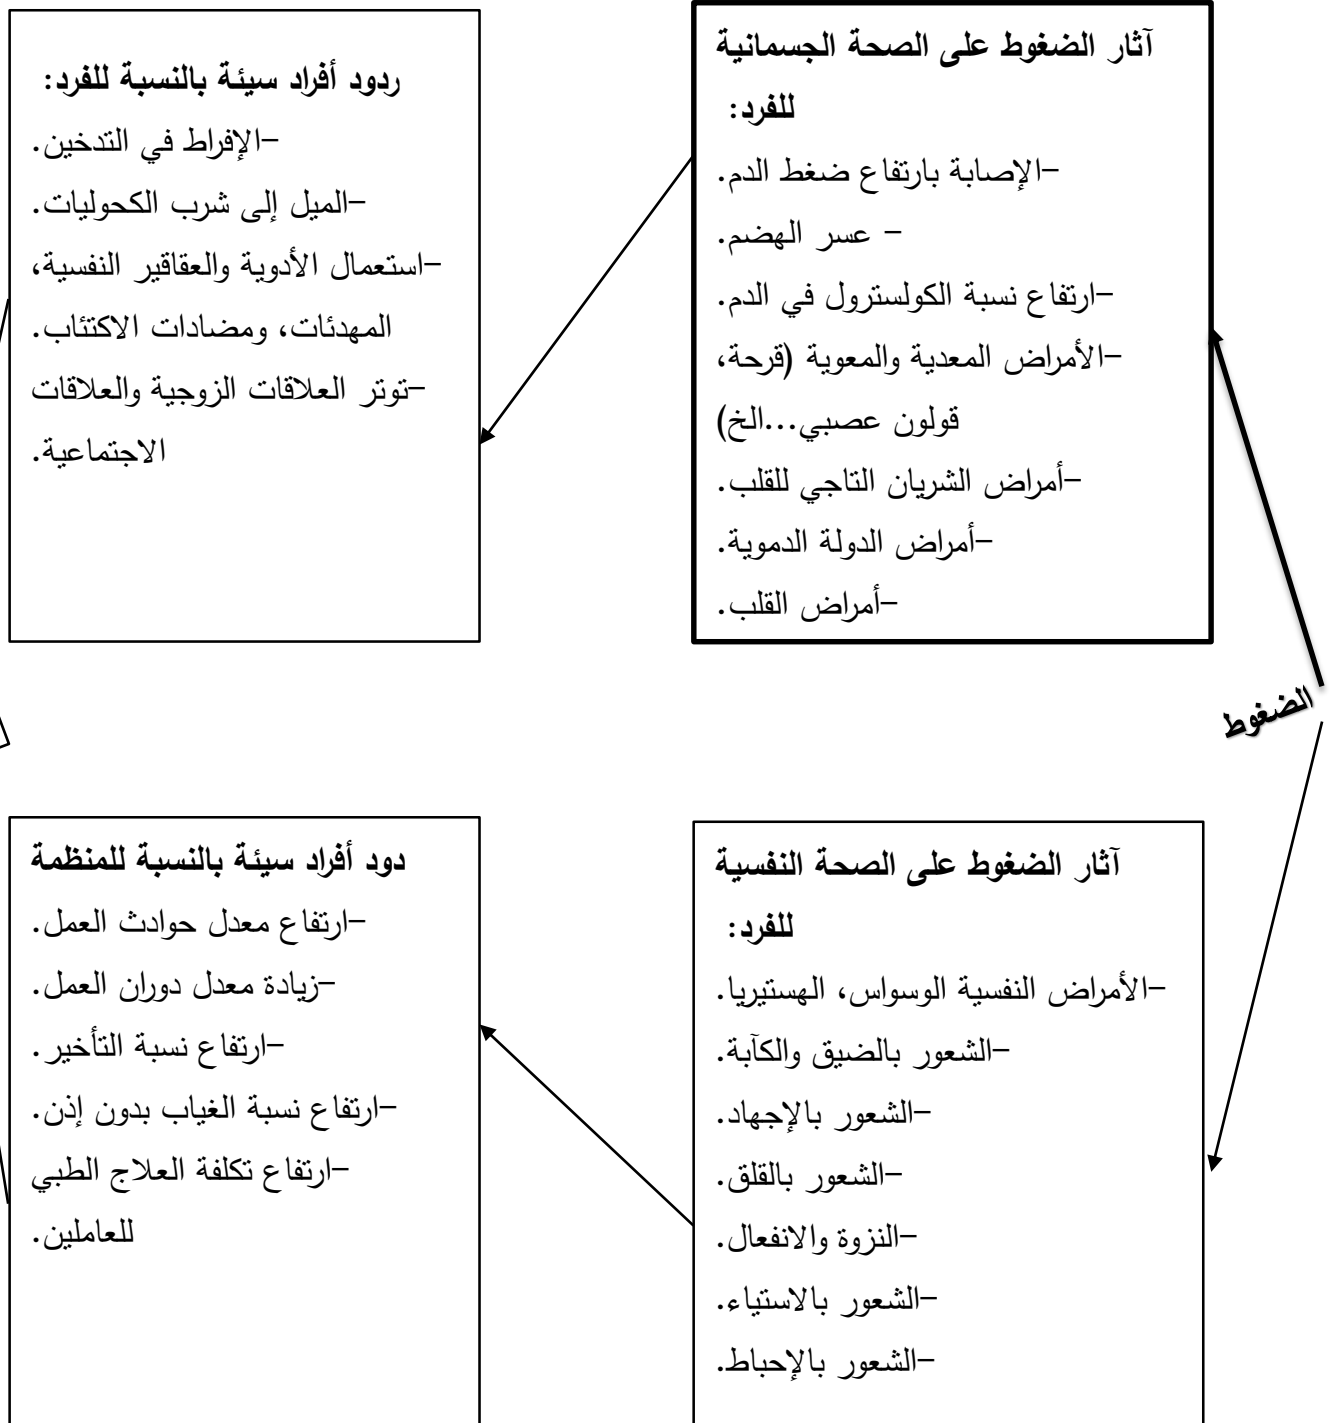 الضغوط
آثار الضغوط على الصحة الجسمانية
للفرد:
-الإصابة بارتفاع ضغط الدم.
- عسر الهضم.
-ارتفاع نسبة الكولسترول في الدم.
-الأمراض المعدية والمعوية (قرحة،
قولون عصبي...الخ)
-أمراض الشريان التاجي للقلب.
-أمراض الدولة الدموية.
-أمراض القلب.
ردود أفراد سيئة بالنسبة للفرد:
-الإفراط في التدخين.
-الميل إلى شرب الكحوليات.
-استعمال الأدوية والعقاقير النفسية،
المهدئات، ومضادات الاكتئاب.
-توتر العلاقات الزوجية والعلاقات
الاجتماعية.
آثار الضغوط على الصحة النفسية
للفرد:
-الأمراض النفسية الوسواس، الهستيريا.
-الشعور بالضيق والكآبة.
-الشعور بالإجهاد.
-الشعور بالقلق.
-النزوة والانفعال.
-الشعور بالاستياء.
-الشعور بالإحباط.
دود أفراد سيئة بالنسبة للمنظمة
-ارتفاع معدل حوادث العمل.
-زيادة معدل دوران العمل.
-ارتفاع نسبة التأخير.
-ارتفاع نسبة الغياب بدون إذن.
-ارتفاع تكلفة العلاج الطبي
للعاملين.